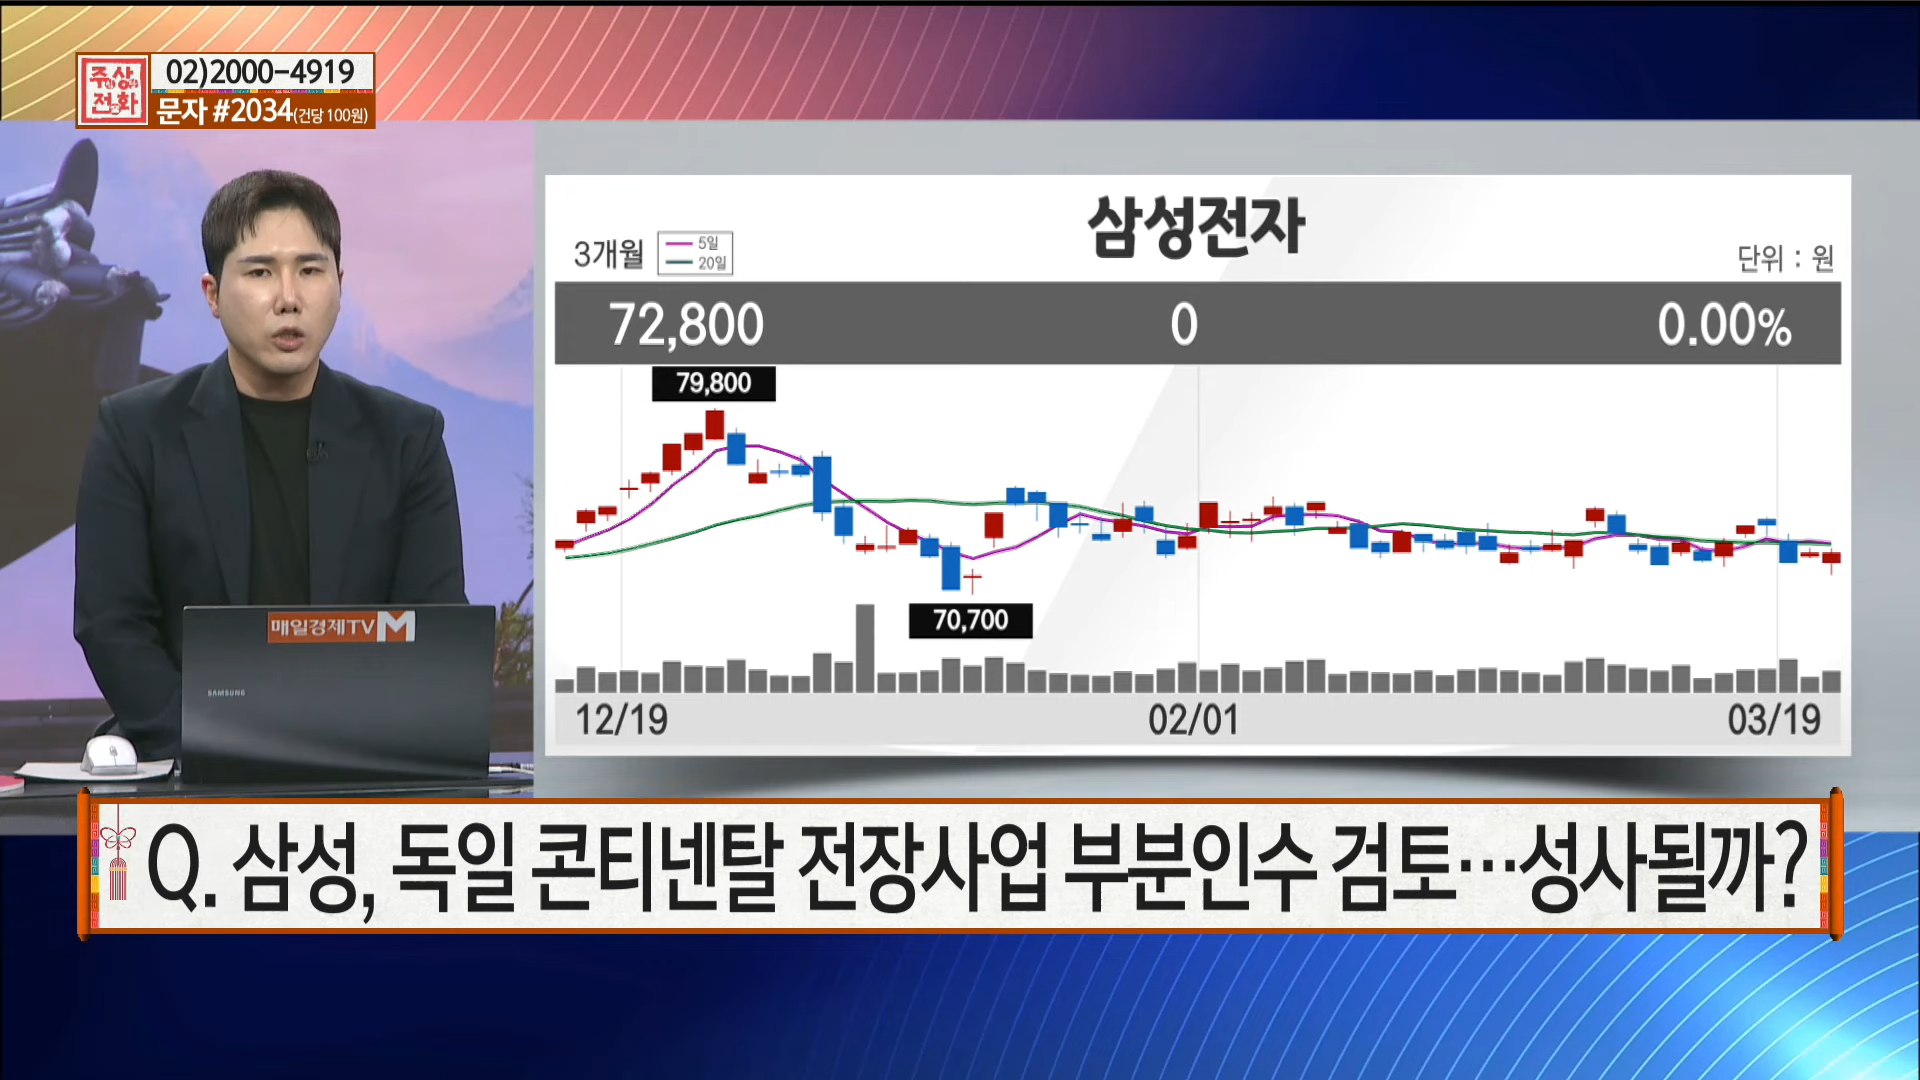 주상
전화
02)2000-4919
문자 #2034(건당 100원)
삼성전자
3개월
5일
20일
단위 : 원
72,800 0 0.00%
79,800
70,700
12/19 02/01 03/19
매일경제TV M
SAMSUNG
Q. 삼성, 독일 콘티넨탈 전장사업 부분인수 검토…성사될까?